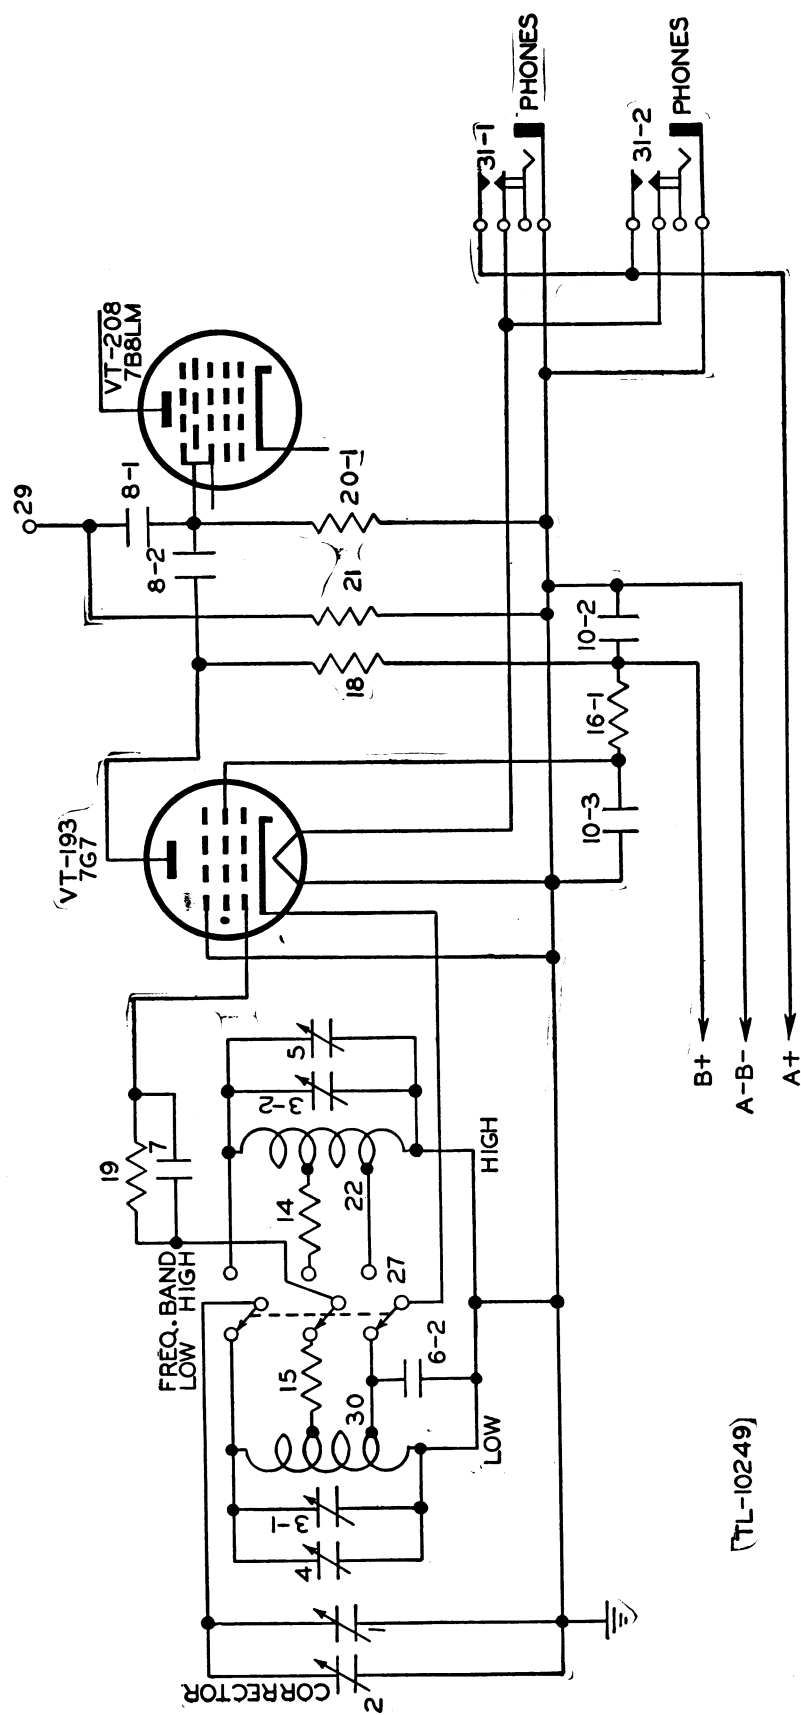 CORRECTOR
2
1
4
3-1
LOW
30
15
6-2
FREQ. BAND
LOW HIGH
27
22
14
HIGH
3-2
5
19
7
VT-193
7G7
29
8-1
8-2
VT-208
7B8LM
18
21
20-1
10-3
16-1
10-2
31-1
PHONES
31-2
PHONES
B+
A-B-
A+
TL-10249